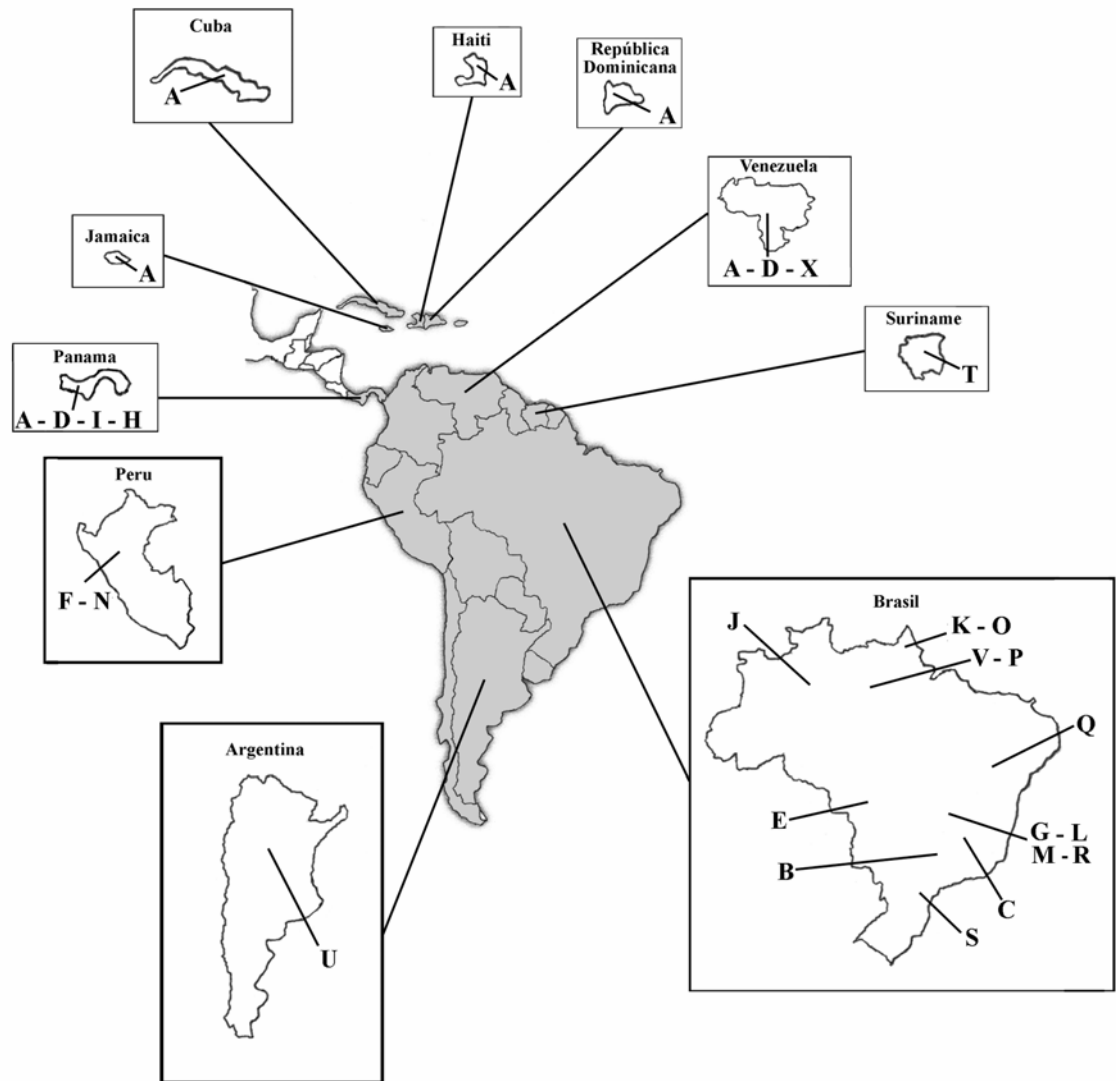 Cuba
A
Haiti
A
República
Dominicana
A
Venezuela
A - D - X
Jamaica
A
Suriname
T
Panama
A - D - I - H
Peru
F - N
Brasil
J
K - O
V - P
Q
E
G - L
M - R
B
C
S
Argentina
U